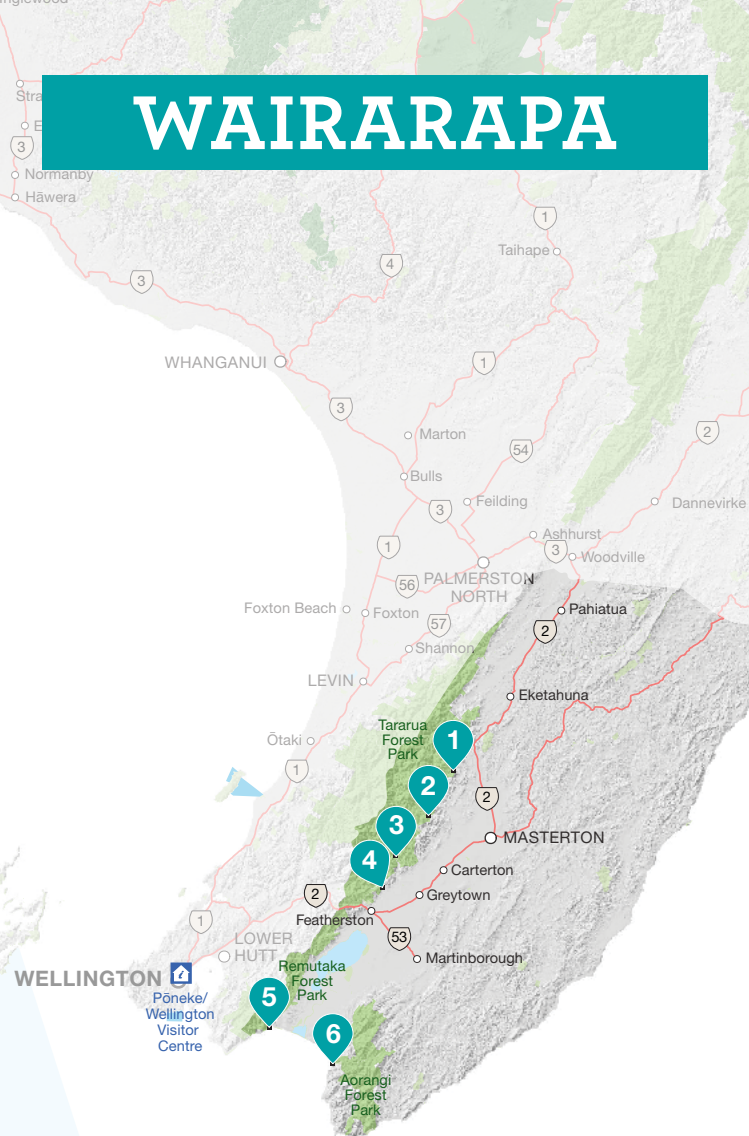 WAIRARAPA
Stra
E
3
Normanby
Hāwera
1
Taihape
4
3
WHANGANUI
1
3
2
Marton
54
Bulls
Feilding
Dannevirke
3
Ashhurst
1
3
Woodville
56
PALMERSTON
NORTH
Foxton Beach
Foxton
Pahiatua
57
2
Shannon
LEVIN
Eketahuna
Tararua
Forest
Park
Ōtaki
1
1
2
2
3
MASTERTON
4
Carterton
2
Greytown
Featherston
1
53
LOWER
HUTT
Martinborough
WELLINGTON
Remutaka
Forest
Park
Pōneke/
Wellington
Visitor
Centre
5
6
Aorangi
Forest
Park